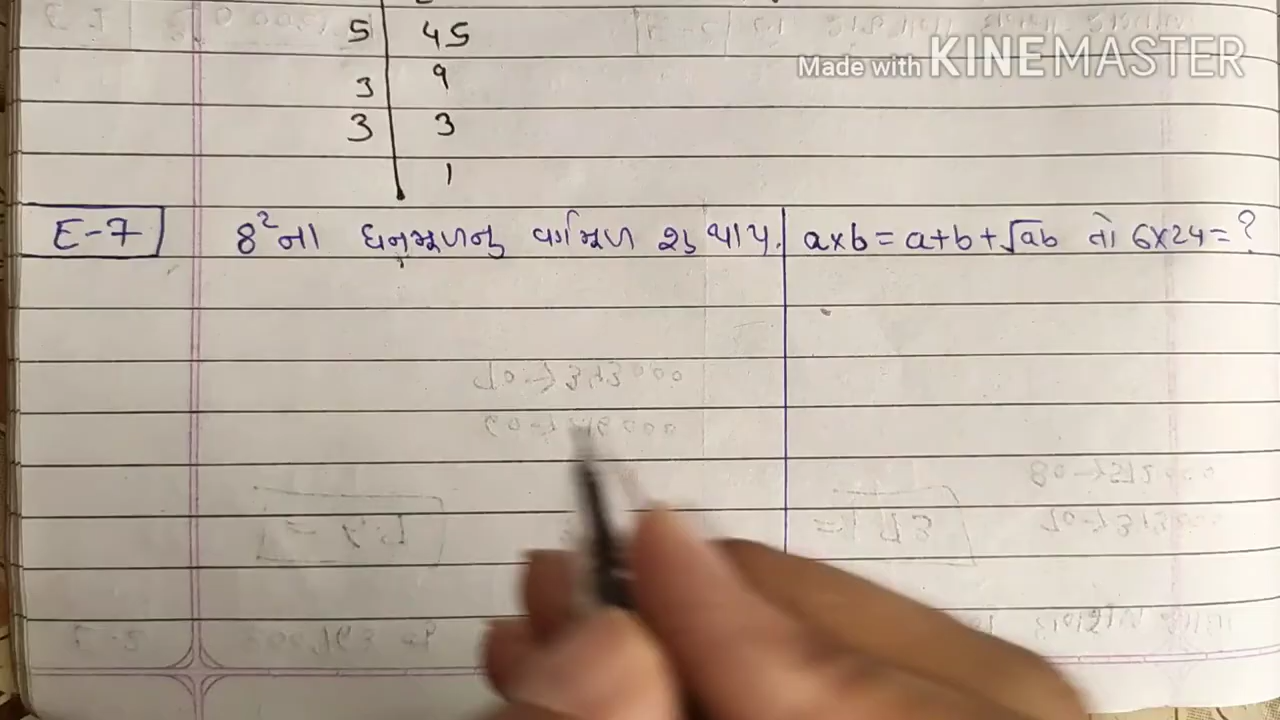 Made with KINEMASTER
5 45
3 9
3 3
1
E-7 8²ના ઘનમૂળનુ વર્ગમૂળ શુ થાય. a×b = a+b+√ab તો 6×24 = ?